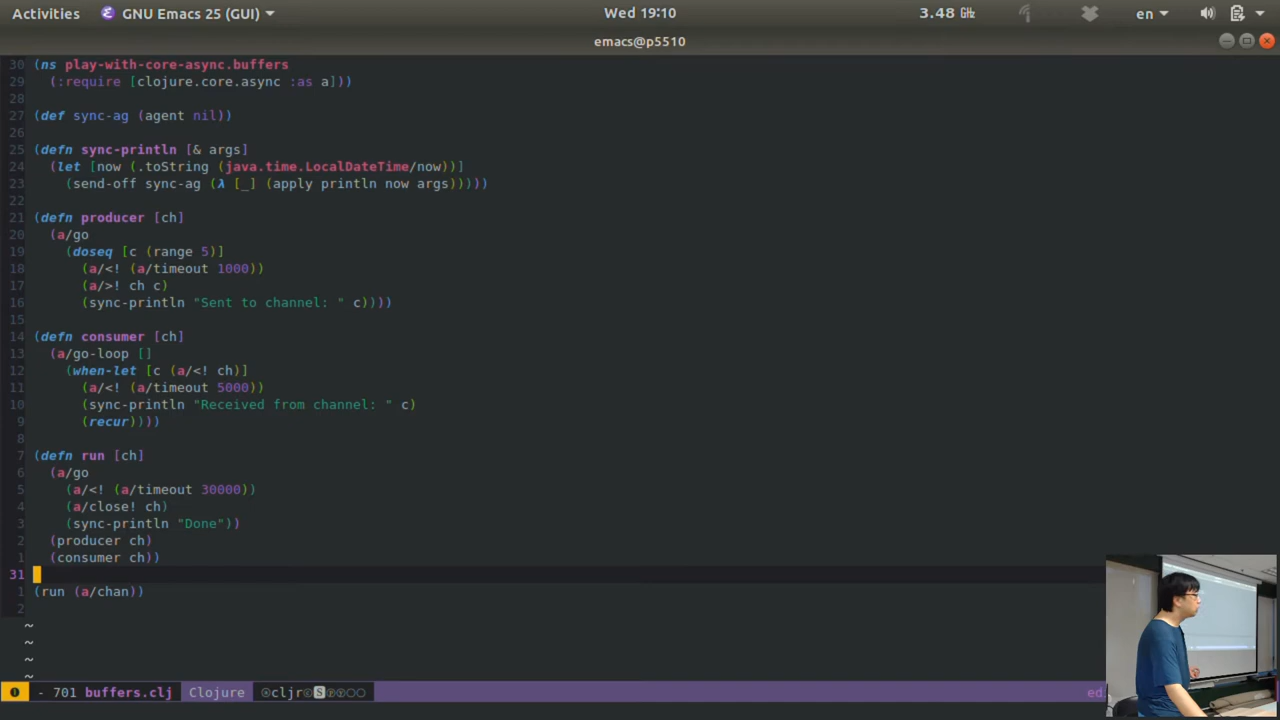 Activities GNU Emacs 25 (GUI) Wed 19:10 3.48 GHz en
emacs@p5510
30 (ns play-with-core-async.buffers
29 (:require [clojure.core.async :as a]))
28
27 (def sync-ag (agent nil))
26
25 (defn sync-println [& args]
24 (let [now (.toString (java.time.LocalDateTime/now))]
23 (send-off sync-ag (λ [_] (apply println now args)))))
22
21 (defn producer [ch]
20 (a/go
19 (doseq [c (range 5)]
18 (a/<! (a/timeout 1000))
17 (a/>! ch c)
16 (sync-println "Sent to channel: " c))))
15
14 (defn consumer [ch]
13 (a/go-loop []
12 (when-let [c (a/<! ch)]
11 (a/<! (a/timeout 5000))
10 (sync-println "Received from channel: " c)
9 (recur))))
8
7 (defn run [ch]
6 (a/go
5 (a/<! (a/timeout 30000))
4 (a/close! ch)
3 (sync-println "Done"))
2 (producer ch)
1 (consumer ch))
31
1 (run (a/chan))
2
~
~
~
~
- 701 buffers.clj Clojure cljr ed